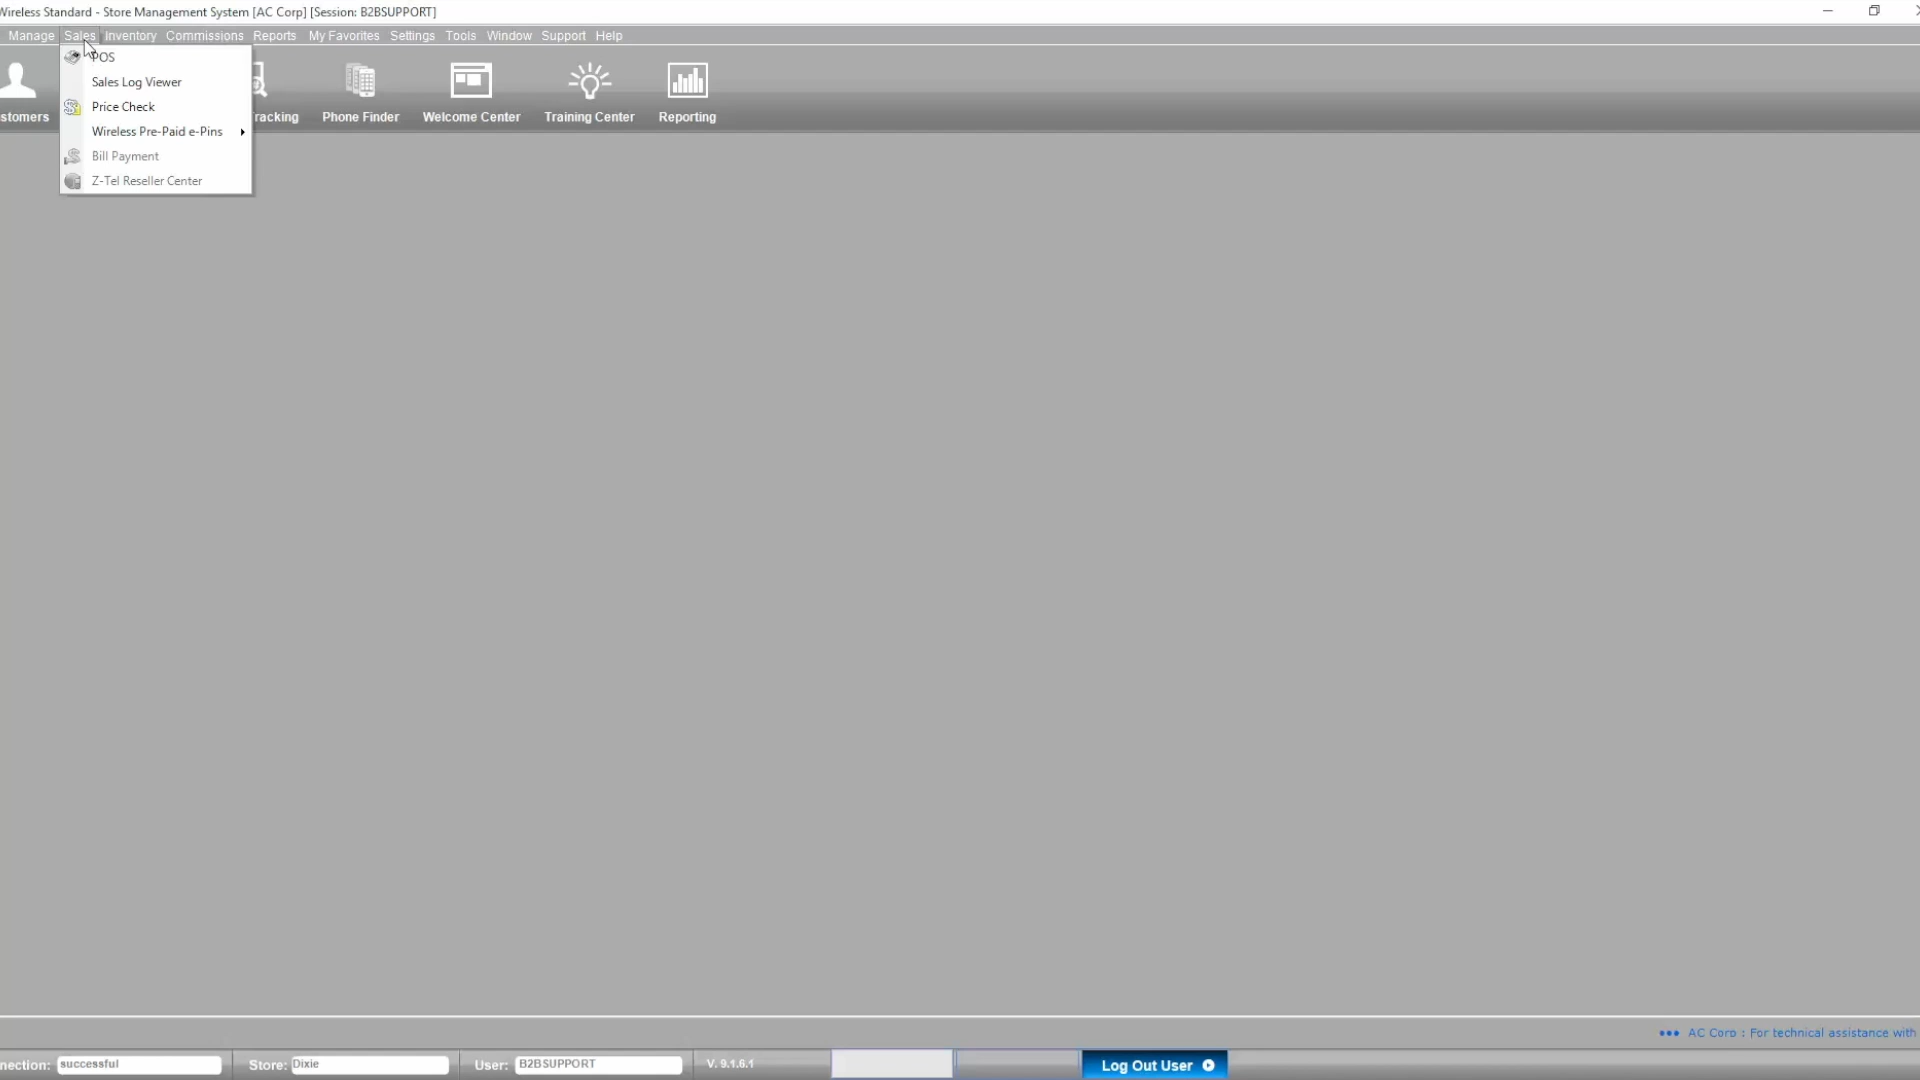 Wireless Standard - Store Management System [AC Corp] [Session: B2BSUPPORT]
Manage Sales Inventory Commissions Reports My Favorites Settings Tools Window Support Help
POS
Sales Log Viewer
Price Check
Wireless Pre-Paid e-Pins
Bill Payment
Z-Tel Reseller Center
stomers racking Phone Finder Welcome Center Training Center Reporting
••• AC Corp : For technical assistance with
nection: successful Store: Dixie User: B2BSUPPORT V. 9.1.6.1 Log Out User